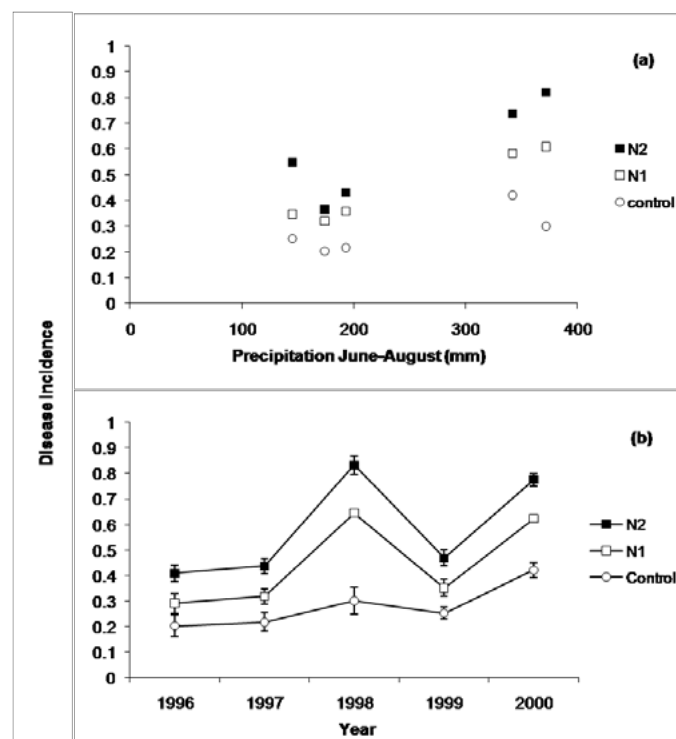 Disease Incidence
(a)
1
0.9
0.8
0.7
0.6
0.5
0.4
0.3
0.2
0.1
0
0 100 200 300 400
Precipitation June-August (mm)
N2
N1
control
(b)
1
0.9
0.8
0.7
0.6
0.5
0.4
0.3
0.2
0.1
0
1996 1997 1998 1999 2000
Year
N2
N1
Control